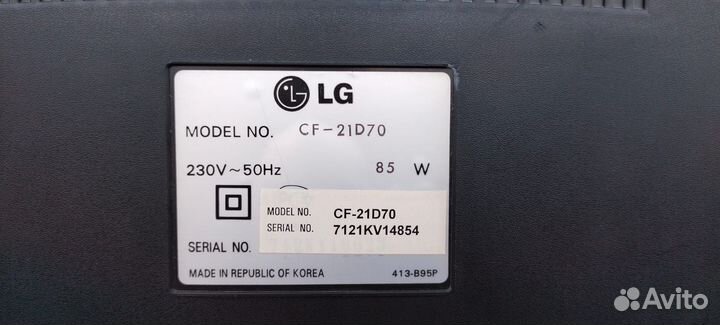 LG
MODEL NO. CF-21D70
230V~50Hz 85 W
MODEL NO. CF-21D70
SERIAL NO. 7121KV14854
SERIAL NO.
MADE IN REPUBLIC OF KOREA 413-B95P
Avito